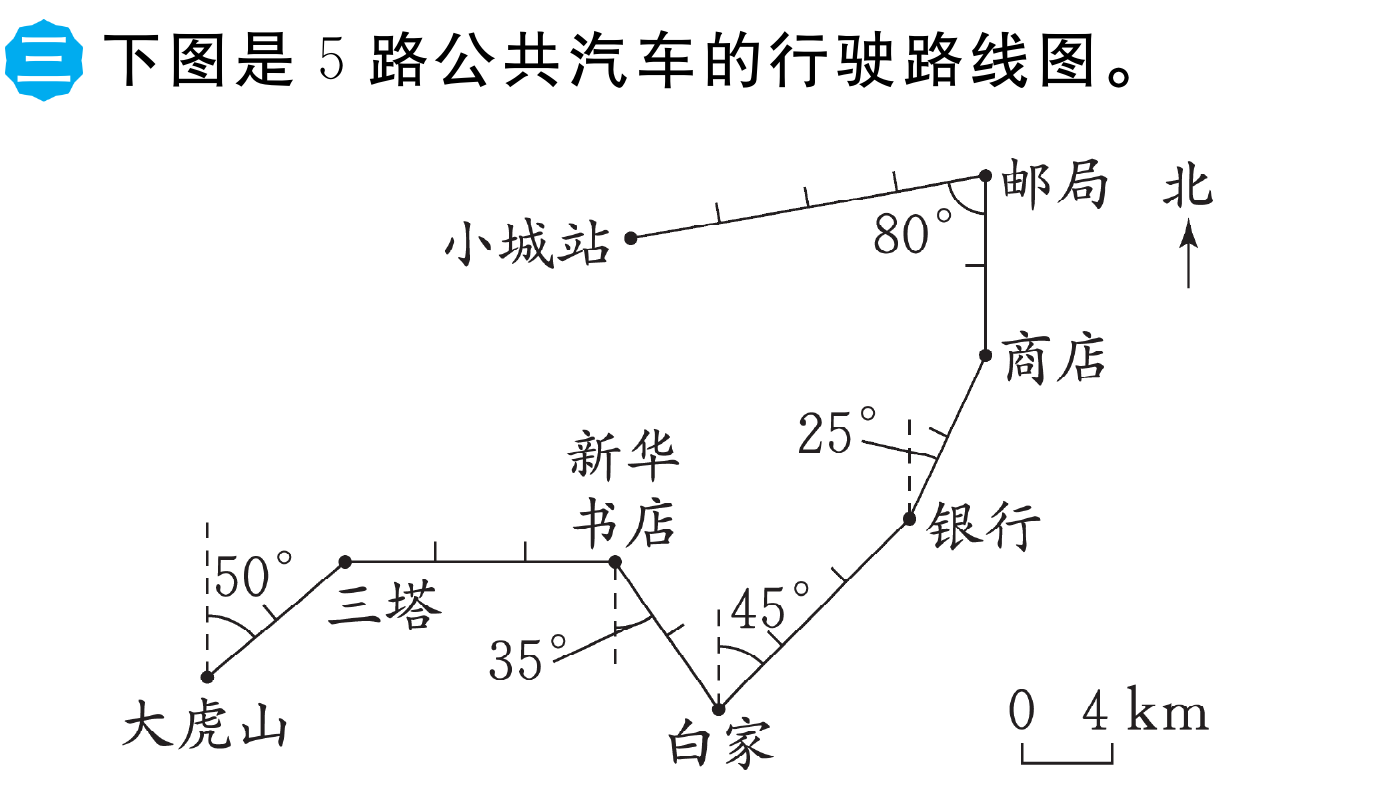 三 下图是 5 路公共汽车的行驶路线图。
邮局
北
小城站
80°
商店
25°
新华
书店
银行
50°
三塔
45°
35°
大虎山
白家
0 4 km